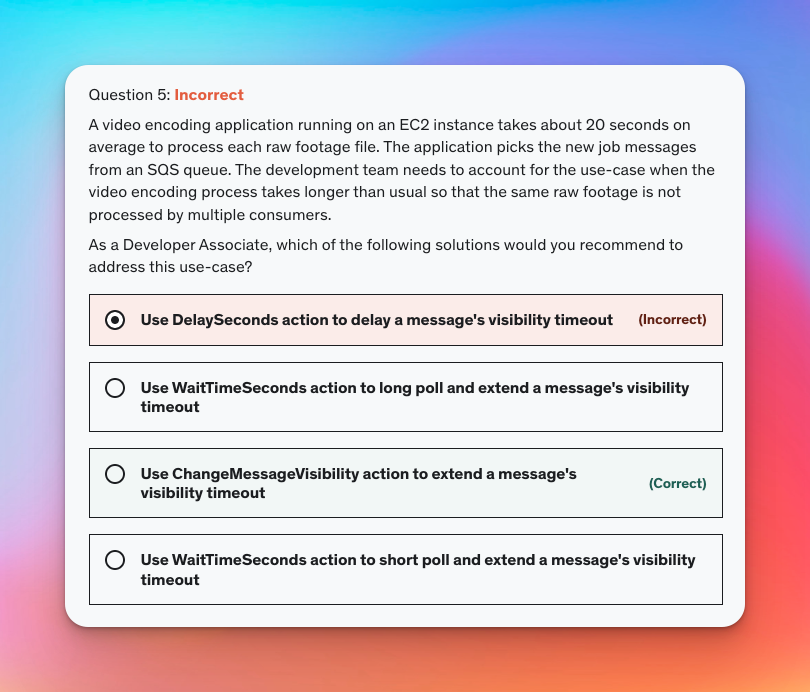 Question 5: Incorrect
A video encoding application running on an EC2 instance takes about 20 seconds on
average to process each raw footage file. The application picks the new job messages
from an SQS queue. The development team needs to account for the use-case when the
video encoding process takes longer than usual so that the same raw footage is not
processed by multiple consumers.
As a Developer Associate, which of the following solutions would you recommend to
address this use-case?
Use DelaySeconds action to delay a message's visibility timeout (Incorrect)
Use WaitTimeSeconds action to long poll and extend a message's visibility
timeout
Use ChangeMessageVisibility action to extend a message's
visibility timeout
(Correct)
Use WaitTimeSeconds action to short poll and extend a message's visibility
timeout